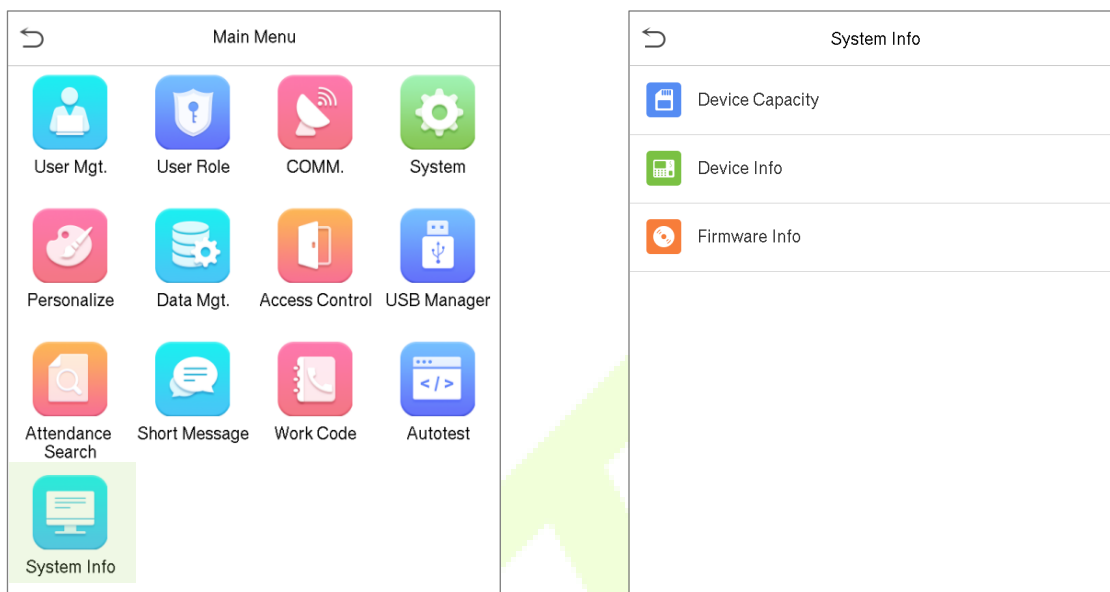 Main Menu
User Mgt.
User Role
COMM.
System
Personalize
Data Mgt.
Access Control
USB Manager
Attendance
Search
Short Message
Work Code
</>
Autotest
System Info
System Info
Device Capacity
Device Info
Firmware Info